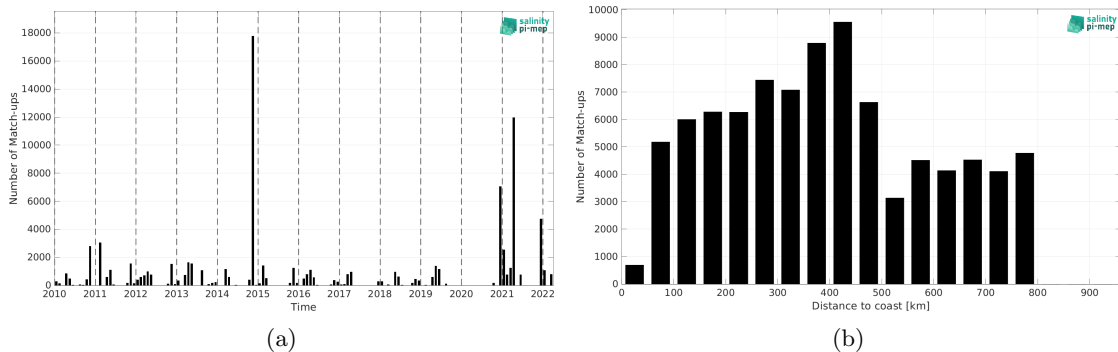 salinity
pi-mep
18000
16000
14000
12000
10000
8000
6000
4000
2000
0
Number of Match-ups
2010 2011 2012 2013 2014 2015 2016 2017 2018 2019 2020 2021 2022
Time
(a)
salinity
pi-mep
10000
9000
8000
7000
6000
5000
4000
3000
2000
1000
0
Number of Match-ups
0 100 200 300 400 500 600 700 800 900
Distance to coast [km]
(b)